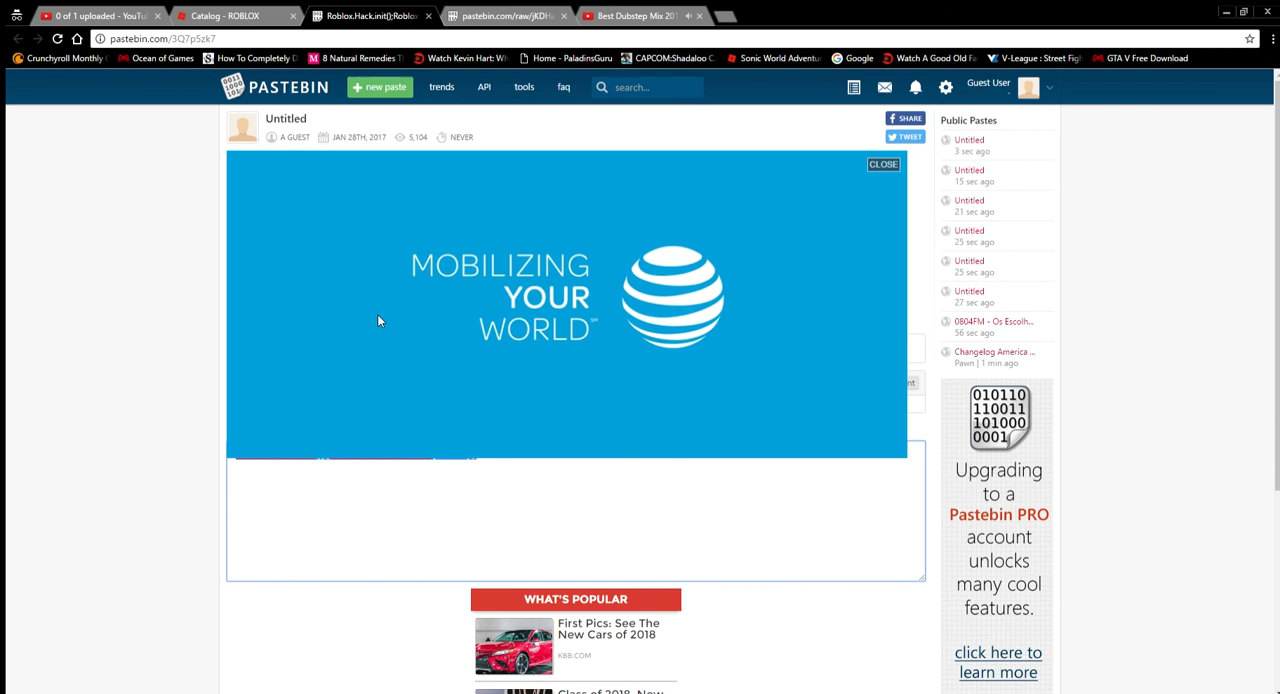 0 of 1 uploaded - YouTu
Catalog - ROBLOX
Roblox.Hack.init();Roblox
pastebin.com/raw/jKDH
Best Dubstep Mix 201
pastebin.com/3Q7p5zk7
Crunchyroll Monthly
Ocean of Games
How To Completely D
8 Natural Remedies T
Watch Kevin Hart: Wh
Home - PaladinsGuru
CAPCOM:Shadaloo C
Sonic World Adventu
Google
Watch A Good Old Fa
V-League : Street Figh
GTA V Free Download
PASTEBIN
+ new paste
trends
API
tools
faq
search...
Guest User
Untitled
A GUEST
JAN 28TH, 2017
5,104
NEVER
SHARE
TWEET
CLOSE
MOBILIZING
YOUR
WORLD℠
nt
Public Pastes
Untitled
3 sec ago
Untitled
15 sec ago
Untitled
21 sec ago
Untitled
25 sec ago
Untitled
25 sec ago
Untitled
27 sec ago
0804FM - Os Escolh...
56 sec ago
Changelog America ...
Pawn | 1 min ago
010110
110011
101000
0001
Upgrading
to a
Pastebin PRO
account
unlocks
many cool
features.
click here to
learn more
WHAT'S POPULAR
First Pics: See The
New Cars of 2018
KBB.COM
Class of 2018: New